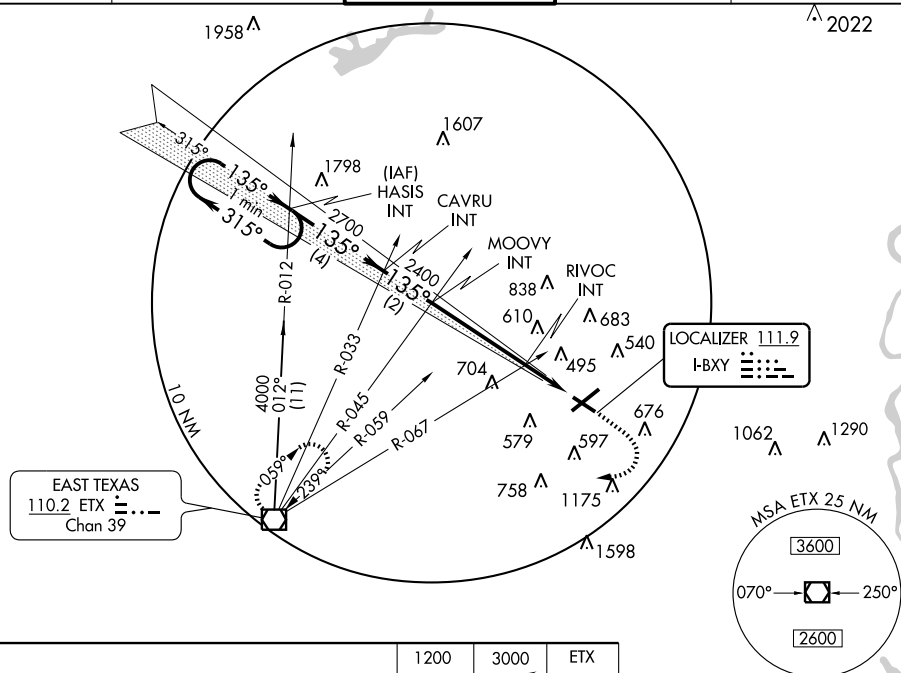 1958
2022
1607
315°
135°
1798
(IAF)
HASIS
INT
1 min
315°
2700
135°
(4)
CAVRU
INT
2400
135°
(2)
MOOVY
INT
838
RIVOC
INT
610
683
R-012
R-033
495
540
LOCALIZER 111.9
I-BXY
704
4000
012°
(11)
R-045
R-059
R-067
10 NM
579
597
676
1062
1290
059°
239°
758
1175
EAST TEXAS
110.2 ETX
Chan 39
1598
MSA ETX 25 NM
3600
070°
250°
2600
1200 3000 ETX